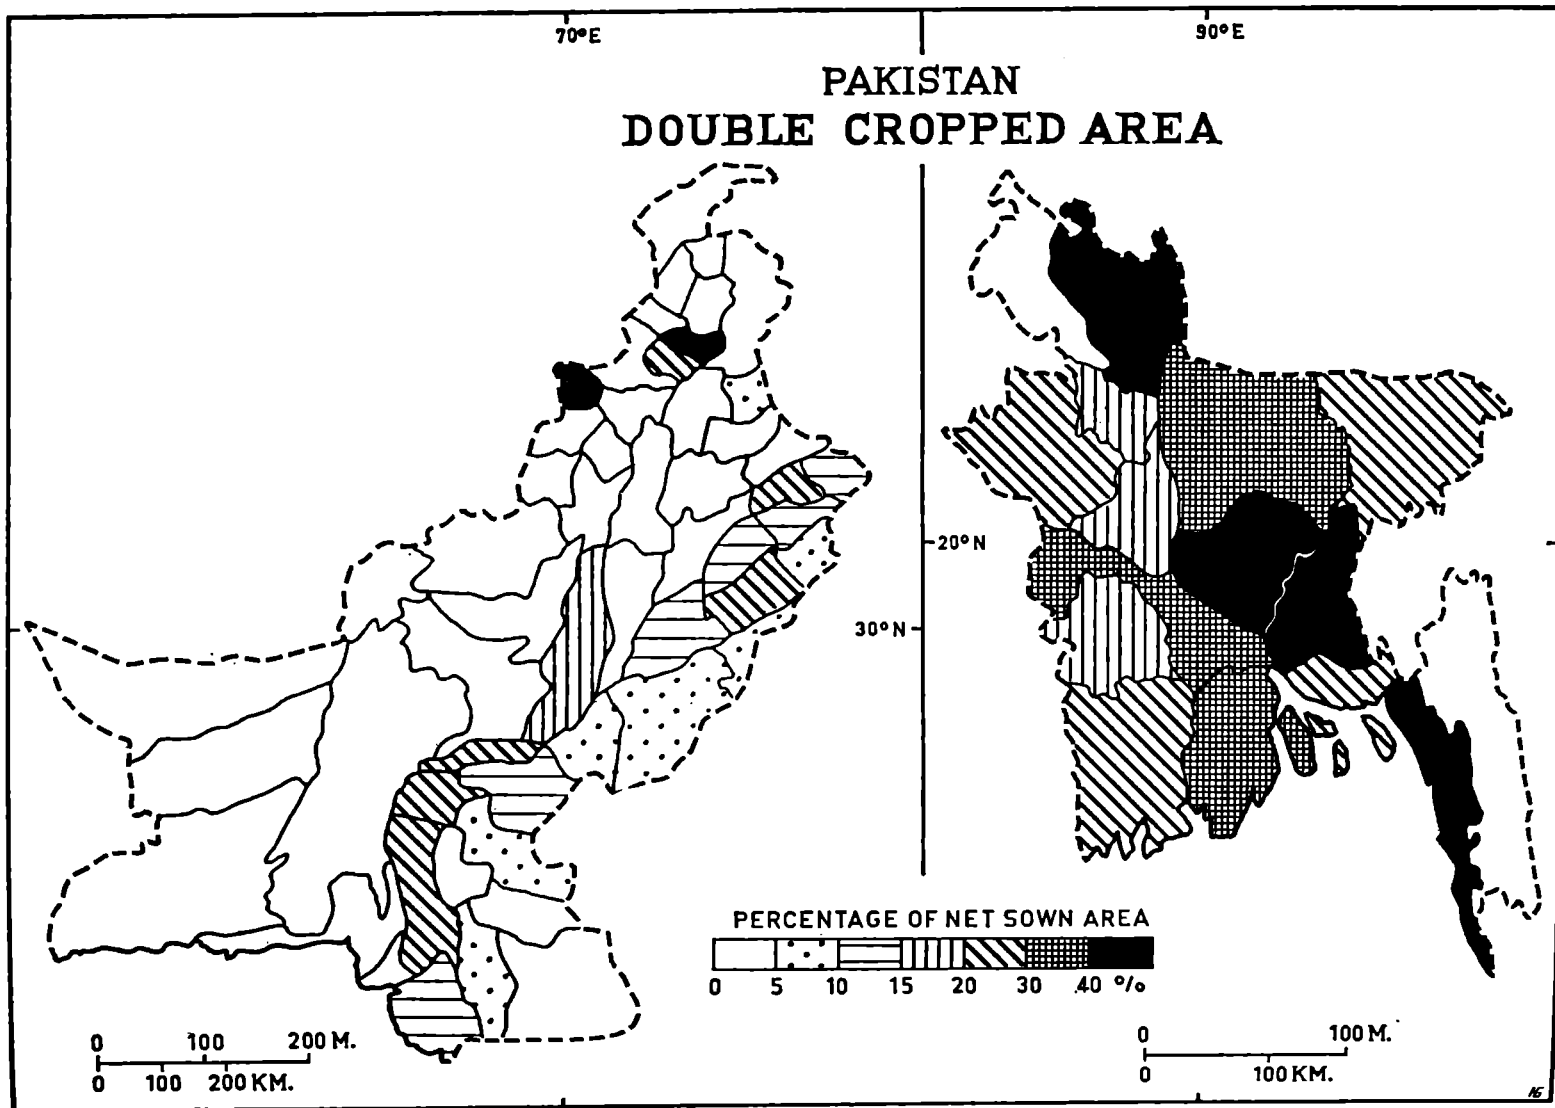 70°E
90°E
PAKISTAN
DOUBLE CROPPED AREA
20°N
30°N
PERCENTAGE OF NET SOWN AREA
0 5 10 15 20 30 40 %
0 100 200 M.
0 100 200 KM.
0 100 M.
0 100 KM.